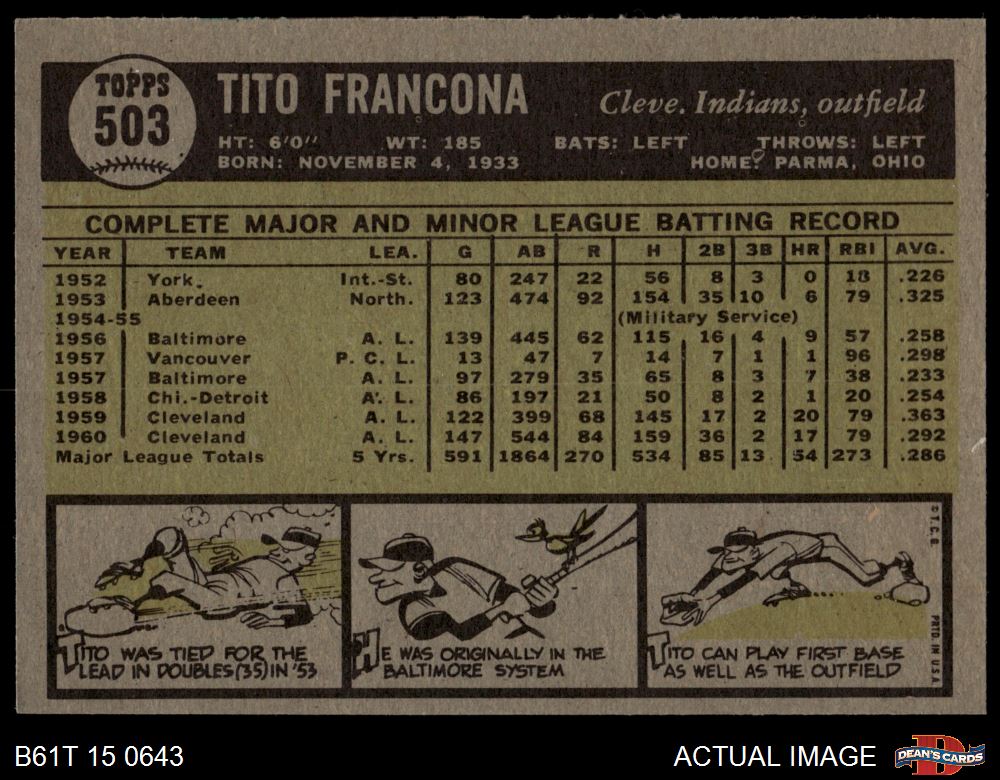 TOPPS
503
TITO FRANCONA
Cleve. Indians, outfield
HT: 6'0" WT: 185 BATS: LEFT THROWS: LEFT
BORN: NOVEMBER 4, 1933 HOME: PARMA, OHIO
COMPLETE MAJOR AND MINOR LEAGUE BATTING RECORD
YEAR TEAM LEA. G AB R H 2B 3B HR RBI AVG.
1952 York. Int.-St. 80 247 22 56 8 3 0 18 .226
1953 Aberdeen North. 123 474 92 154 35 10 6 79 .325
1954-55 (Military Service)
1956 Baltimore A. L. 139 445 62 115 16 4 9 57 .258
1957 Vancouver P. C. L. 13 47 7 14 7 1 1 96 .298
1957 Baltimore A. L. 97 279 35 65 8 3 7 38 .233
1958 Chi.-Detroit A. L. 86 197 21 50 8 2 1 20 .254
1959 Cleveland A. L. 122 399 68 145 17 2 20 79 .363
1960 Cleveland A. L. 147 544 84 159 36 2 17 79 .292
Major League Totals 5 Yrs. 591 1864 270 534 85 13 54 273 .286
TITO WAS TIED FOR THE
LEAD IN DOUBLES (35) IN '53
HE WAS ORIGINALLY IN THE
BALTIMORE SYSTEM
TITO CAN PLAY FIRST BASE
AS WELL AS THE OUTFIELD
© T. C. G.
PRTD. IN U.S.A.
B61T 15 0643
ACTUAL IMAGE
D
DEAN'S CARDS